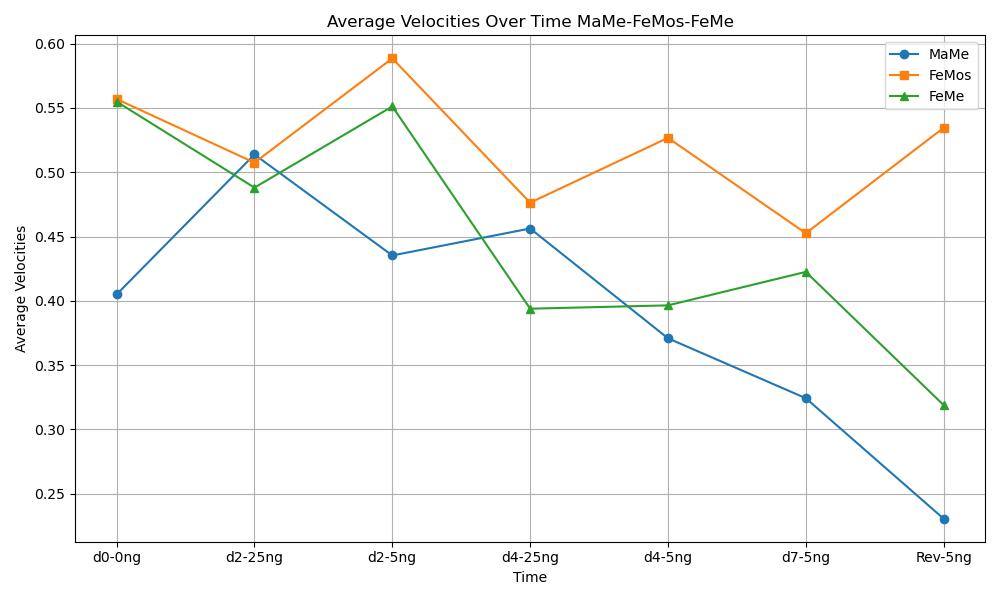 Average Velocities Over Time MaMe-FeMos-FeMe
MaMe
FeMos
FeMe
Average Velocities
0.60
0.55
0.50
0.45
0.40
0.35
0.30
0.25
d0-0ng d2-25ng d2-5ng d4-25ng d4-5ng d7-5ng Rev-5ng
Time